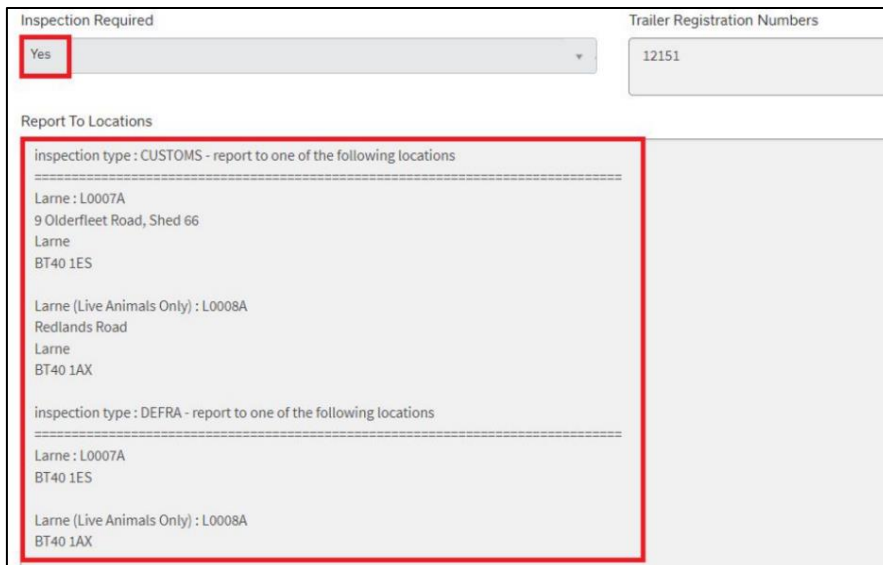 Inspection Required
Yes
Trailer Registration Numbers
12151
Report To Locations
inspection type : CUSTOMS - report to one of the following locations
================================================================================
Larne : L0007A
9 Olderfleet Road, Shed 66
Larne
BT40 1ES
Larne (Live Animals Only) : L0008A
Redlands Road
Larne
BT40 1AX
inspection type : DEFRA - report to one of the following locations
================================================================================
Larne : L0007A
BT40 1ES
Larne (Live Animals Only) : L0008A
BT40 1AX